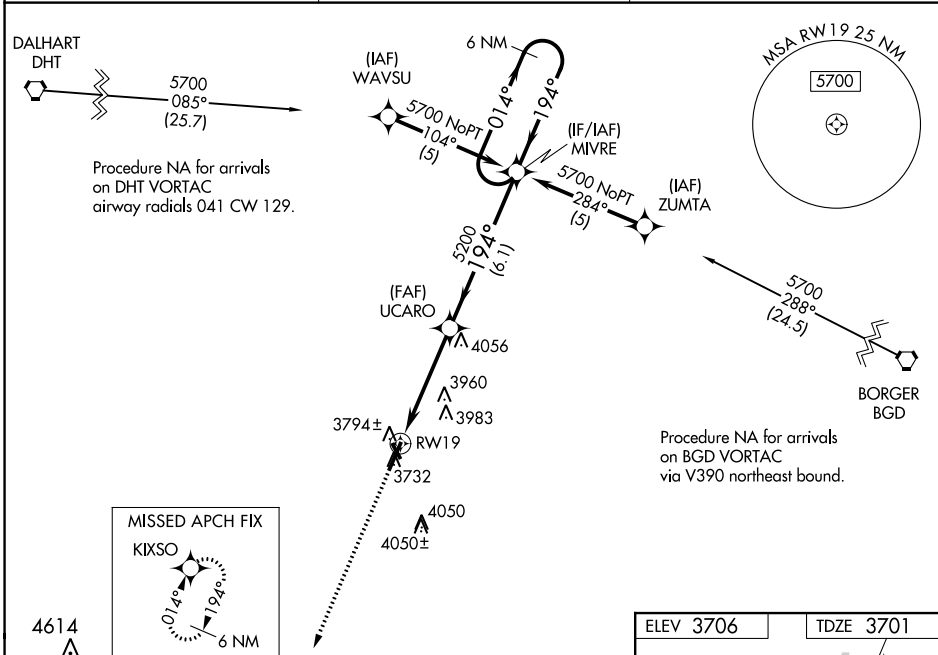 DALHART
DHT
5700
085°
(25.7)
Procedure NA for arrivals
on DHT VORTAC
airway radials 041 CW 129.
(IAF)
WAVSU
5700 NoPT
104°
(5)
6 NM
014°
194°
(IF/IAF)
MIVRE
5700 NoPT
284°
(5)
(IAF)
ZUMTA
MSA RW19 25 NM
5700
5200
194°
(6.1)
(FAF)
UCARO
4056
3960
3983
3794±
RW19
3732
4050
4050±
5700
288°
(24.5)
BORGER
BGD
Procedure NA for arrivals
on BGD VORTAC
via V390 northeast bound.
MISSED APCH FIX
KIXSO
014°
194°
6 NM
4614
ELEV 3706
TDZE 3701